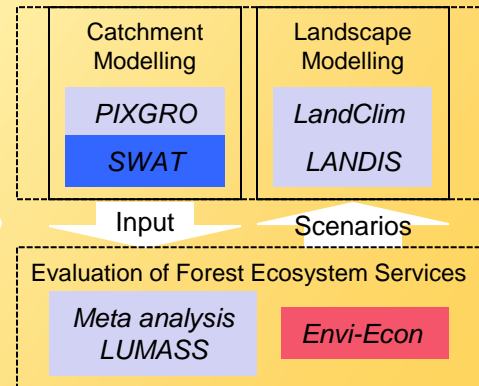 Catchment
Modelling
PIXGRO
SWAT
Landscape
Modelling
LandClim
LANDIS
Input
Scenarios
Evaluation of Forest Ecosystem Services
Meta analysis
LUMASS
Envi-Econ